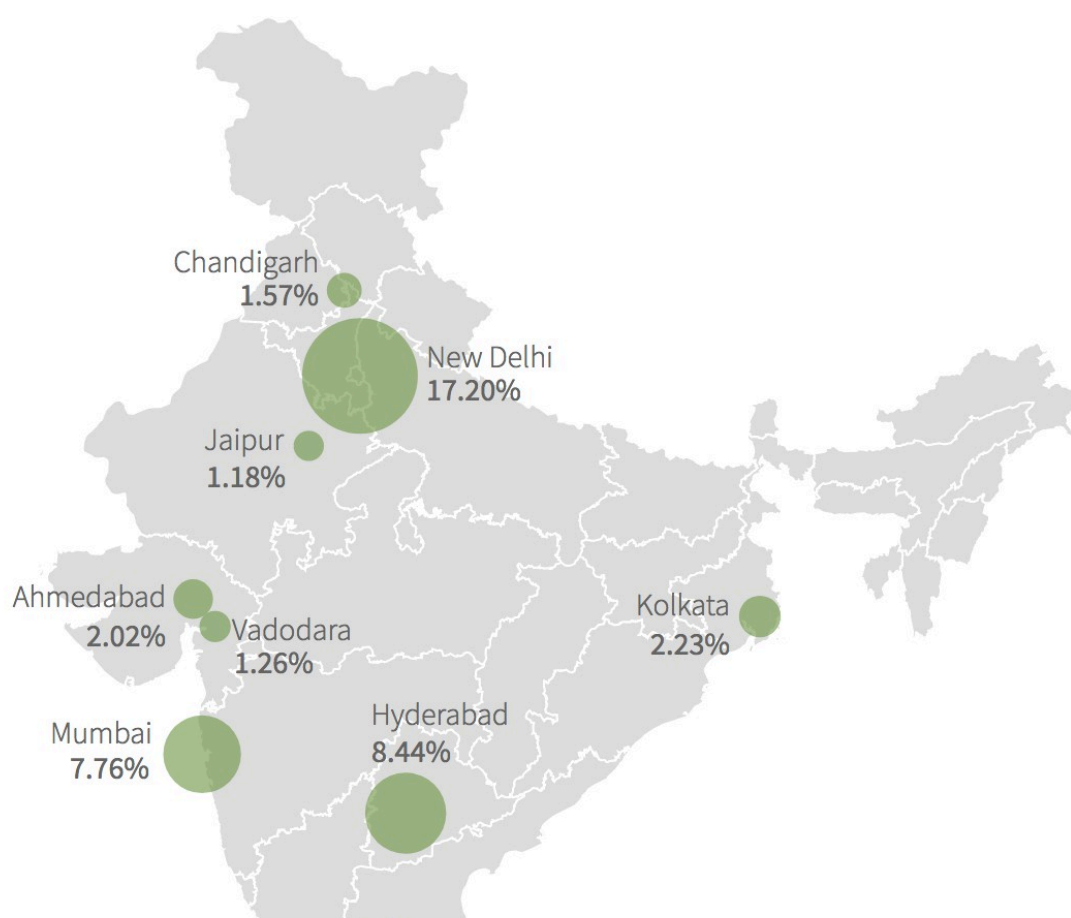 Chandigarh
1.57%
New Delhi
17.20%
Jaipur
1.18%
Ahmedabad
2.02%
Vadodara
1.26%
Kolkata
2.23%
Mumbai
7.76%
Hyderabad
8.44%